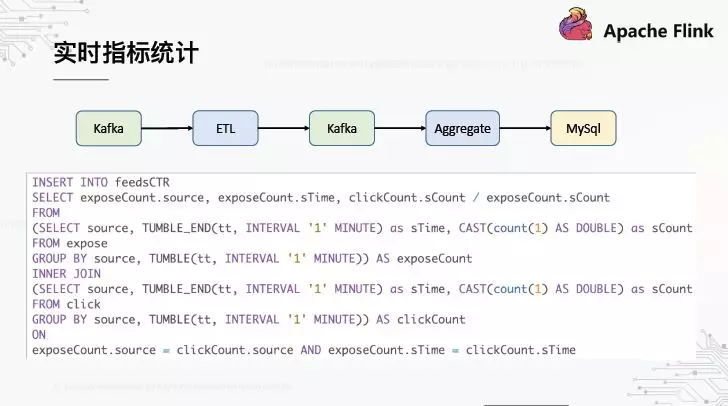 Apache Flink
实时指标统计
Kafka
ETL
Kafka
Aggregate
MySql
INSERT INTO feedsCTR
SELECT exposeCount.source, exposeCount.sTime, clickCount.sCount / exposeCount.sCount
FROM
(SELECT source, TUMBLE_END(tt, INTERVAL '1' MINUTE) as sTime, CAST(count(1) AS DOUBLE) as sCount
FROM expose
GROUP BY source, TUMBLE(tt, INTERVAL '1' MINUTE)) AS exposeCount
INNER JOIN
(SELECT source, TUMBLE_END(tt, INTERVAL '1' MINUTE) as sTime, CAST(count(1) AS DOUBLE) as sCount
FROM click
GROUP BY source, TUMBLE(tt, INTERVAL '1' MINUTE)) AS clickCount
ON
exposeCount.source = clickCount.source AND exposeCount.sTime = clickCount.sTime